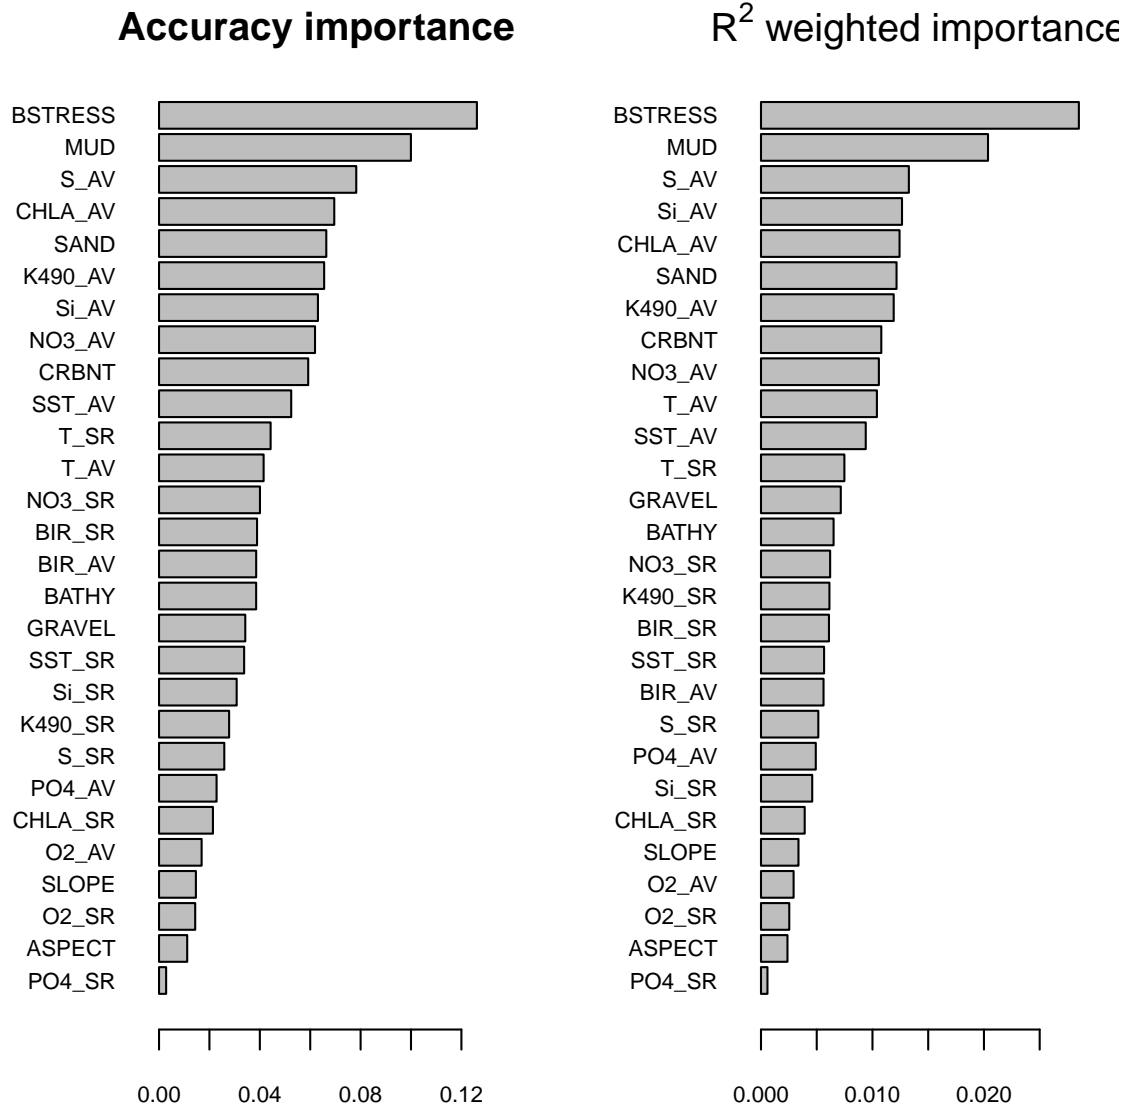 Accuracy importance
BSTRESS
MUD
S_AV
CHLA_AV
SAND
K490_AV
Si_AV
NO3_AV
CRBNT
SST_AV
T_SR
T_AV
NO3_SR
BIR_SR
BIR_AV
BATHY
GRAVEL
SST_SR
Si_SR
K490_SR
S_SR
PO4_AV
CHLA_SR
O2_AV
SLOPE
O2_SR
ASPECT
PO4_SR
0.00 0.04 0.08 0.12
R² weighted importance
BSTRESS
MUD
S_AV
Si_AV
CHLA_AV
SAND
K490_AV
CRBNT
NO3_AV
T_AV
SST_AV
T_SR
GRAVEL
BATHY
NO3_SR
K490_SR
BIR_SR
SST_SR
BIR_AV
S_SR
PO4_AV
Si_SR
CHLA_SR
SLOPE
O2_AV
O2_SR
ASPECT
PO4_SR
0.000 0.010 0.020